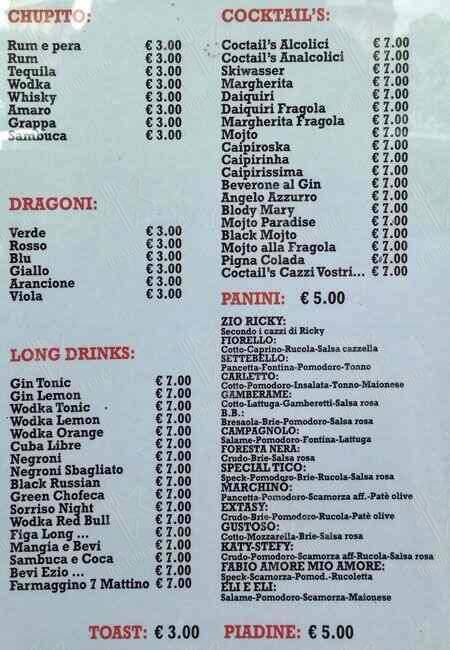 CHUPITO:
Rum e pera € 3.00
Rum € 3.00
Tequila € 3.00
Wodka € 3.00
Whisky € 3.00
Amaro € 3.00
Grappa € 3.00
Sambuca € 3.00
DRAGONI:
Verde € 3.00
Rosso € 3.00
Blu € 3.00
Giallo € 3.00
Arancione € 3.00
Viola € 3.00
LONG DRINKS:
Gin Tonic € 7.00
Gin Lemon € 7.00
Wodka Tonic € 7.00
Wodka Lemon € 7.00
Wodka Orange € 7.00
Cuba Libre € 7.00
Negroni € 7.00
Negroni Sbagliato € 7.00
Black Russian € 7.00
Green Chofeca € 7.00
Sorriso Night € 7.00
Wodka Red Bull € 7.00
Figa Long ... € 7.00
Mangia e Bevi € 7.00
Sambuca e Coca € 7.00
Bevi Ezio ... € 7.00
Farmaggino 7 Mattino € 7.00
COCKTAIL'S:
Coctail's Alcolici € 7.00
Coctail's Analcolici € 7.00
Skiwasser € 7.00
Margherita € 7.00
Daiquiri € 7.00
Daiquiri Fragola € 7.00
Margherita Fragola € 7.00
Mojto € 7.00
Caipiroska € 7.00
Caipirinha € 7.00
Caipirissima € 7.00
Beverone al Gin € 7.00
Angelo Azzurro € 7.00
Blody Mary € 7.00
Mojto Paradise € 7.00
Black Mojto € 7.00
Mojto alla Fragola € 7.00
Pigna Colada € 7.00
Coctail's Cazzi Vostri... € 7.00
PANINI: € 5.00
ZIO RICKY:
Secondo i cazzi di Ricky
FIORELLO:
Cotto-Caprino-Rucola-Salsa cazzella
SETTEBELLO:
Pancetta-Fontina-Pomodoro-Tonno
CARLETTO:
Cotto-Pomodoro-Insalata-Tonno-Maionese
GAMBERAME:
Cotto-Lattuga-Gamberetti-Salsa rosa
B.B.:
Bresaola-Brie-Pomodoro-Salsa rosa
CAMPAGNOLO:
Salame-Pomodoro-Fontina-Lattuga
FORESTA NERA:
Crudo-Brie-Salsa rosa
SPECIAL TICO:
Speck-Pomodoro-Brie-Rucola-Salsa rosa
MARCHINO:
Pancetta-Pomodoro-Scamorza aff.-Patè olive
EXTASY:
Crudo-Brie-Pomodoro-Rucola-Patè olive
GUSTOSO:
Cotto-Mozzarella-Brie-Salsa rosa
KATY-STEFY:
Crudo-Pomodoro-Scamorza aff-Rucola-Salsa rosa
FABIO AMORE MIO AMORE:
Speck-Scamorza-Pomod.-Rucoletta
ELI E ELI:
Salame-Pomodoro-Scamorza-Maionese
TOAST: € 3.00 PIADINE: € 5.00